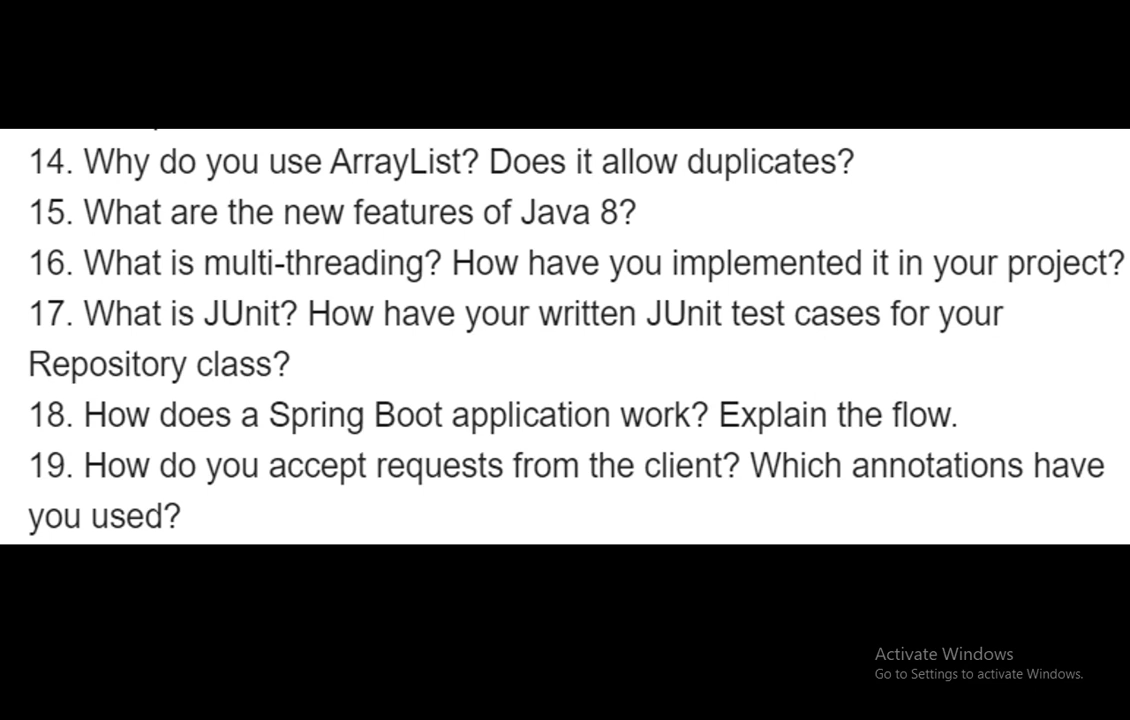 14. Why do you use ArrayList? Does it allow duplicates?
15. What are the new features of Java 8?
16. What is multi-threading? How have you implemented it in your project?
17. What is JUnit? How have your written JUnit test cases for your
Repository class?
18. How does a Spring Boot application work? Explain the flow.
19. How do you accept requests from the client? Which annotations have
you used?
Activate Windows
Go to Settings to activate Windows.